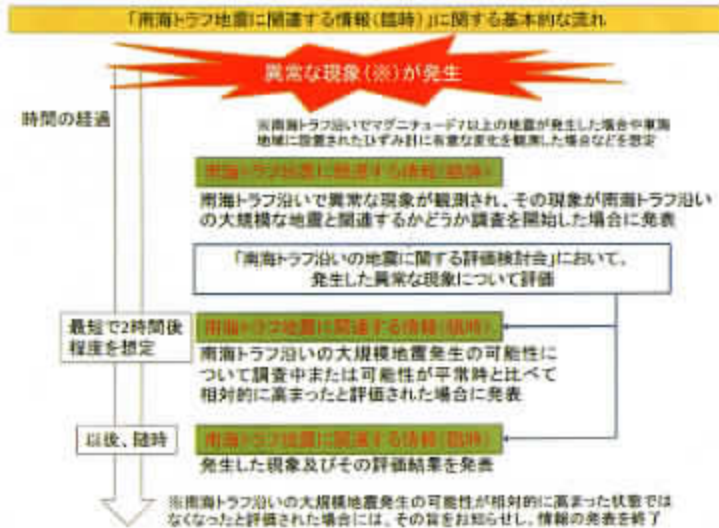 「南海トラフ地震に関連する情報(臨時)」に関する基本的な流れ
異常な現象(※)が発生
時間の経過
※南海トラフ沿いでマグニチュード7以上の地震が発生した場合や東海
地域に設置されたひずみ計に有意な変化を観測した場合などを想定
南海トラフ地震に関連する情報(臨時)
南海トラフ沿いで異常な現象が観測され、その現象が南海トラフ沿い
の大規模な地震と関連するかどうか調査を開始した場合に発表
「南海トラフ沿いの地震に関する評価検討会」において、
発生した異常な現象について評価
最短で2時間後
程度を想定
南海トラフ地震に関連する情報(臨時)
南海トラフ沿いの大規模地震発生の可能性に
ついて調査中または可能性が平常時と比べて
相対的に高まったと評価された場合に発表
以後、随時
南海トラフ地震に関連する情報(臨時)
発生した現象及びその評価結果を発表
※南海トラフ沿いの大規模地震発生の可能性が相対的に高まった状態では
なくなったと評価された場合には、その旨をお知らせし、情報の発表を終了